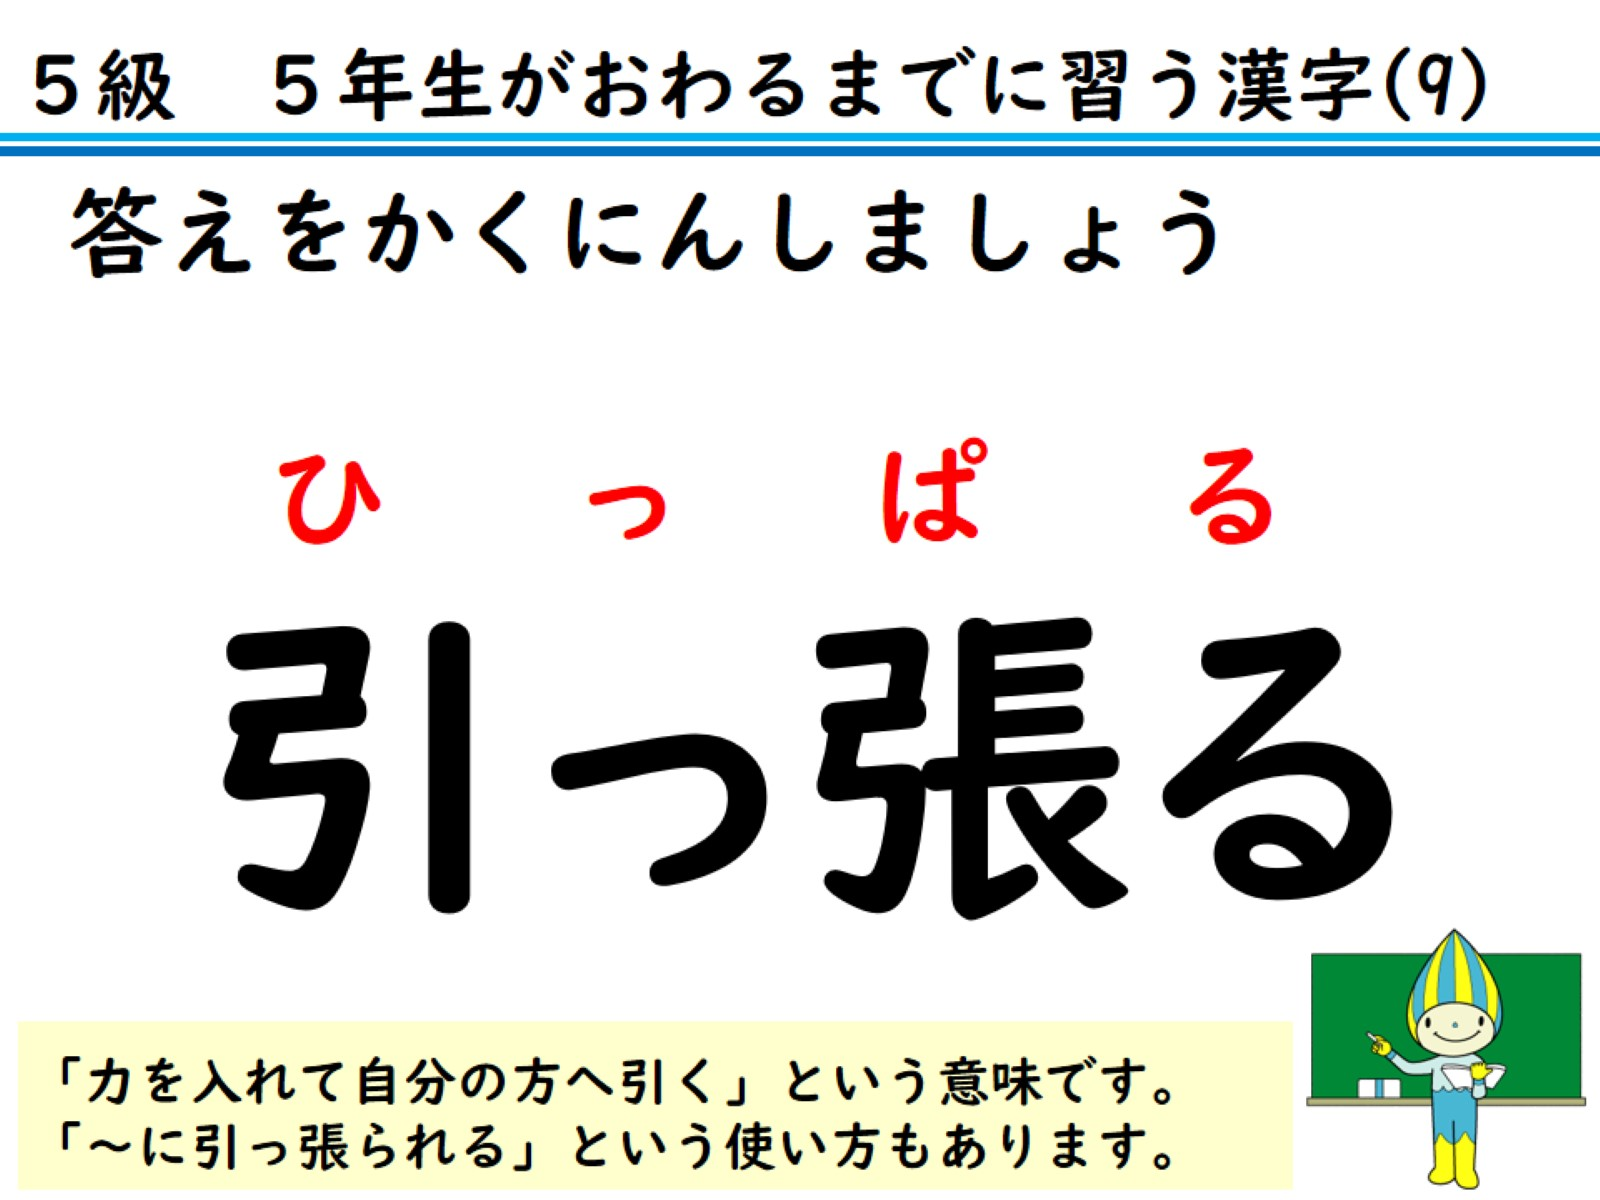 ５級　５年生がおわるまでに習う漢字(9)
答えをかくにんしましょう
ひっぱる
引っ張る
「力を入れて自分の方へ引く」という意味です。
「～に引っ張られる」という使い方もあります。